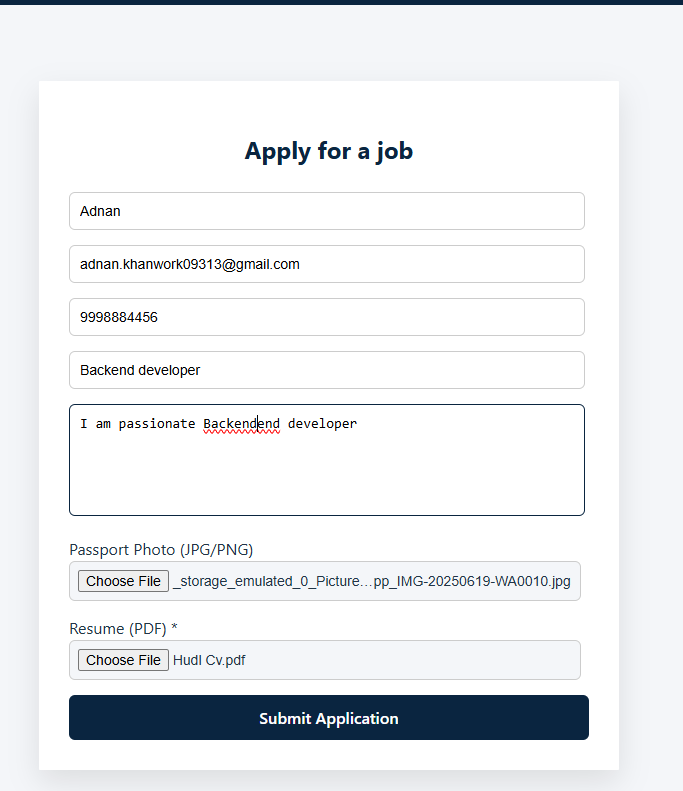 Apply for a job
Adnan
adnan.khanwork09313@gmail.com
9998884456
Backend developer
I am passionate Backendend developer
Passport Photo (JPG/PNG)
Choose File _storage_emulated_0_Picture...pp_IMG-20250619-WA0010.jpg
Resume (PDF) *
Choose File Hudl Cv.pdf
Submit Application